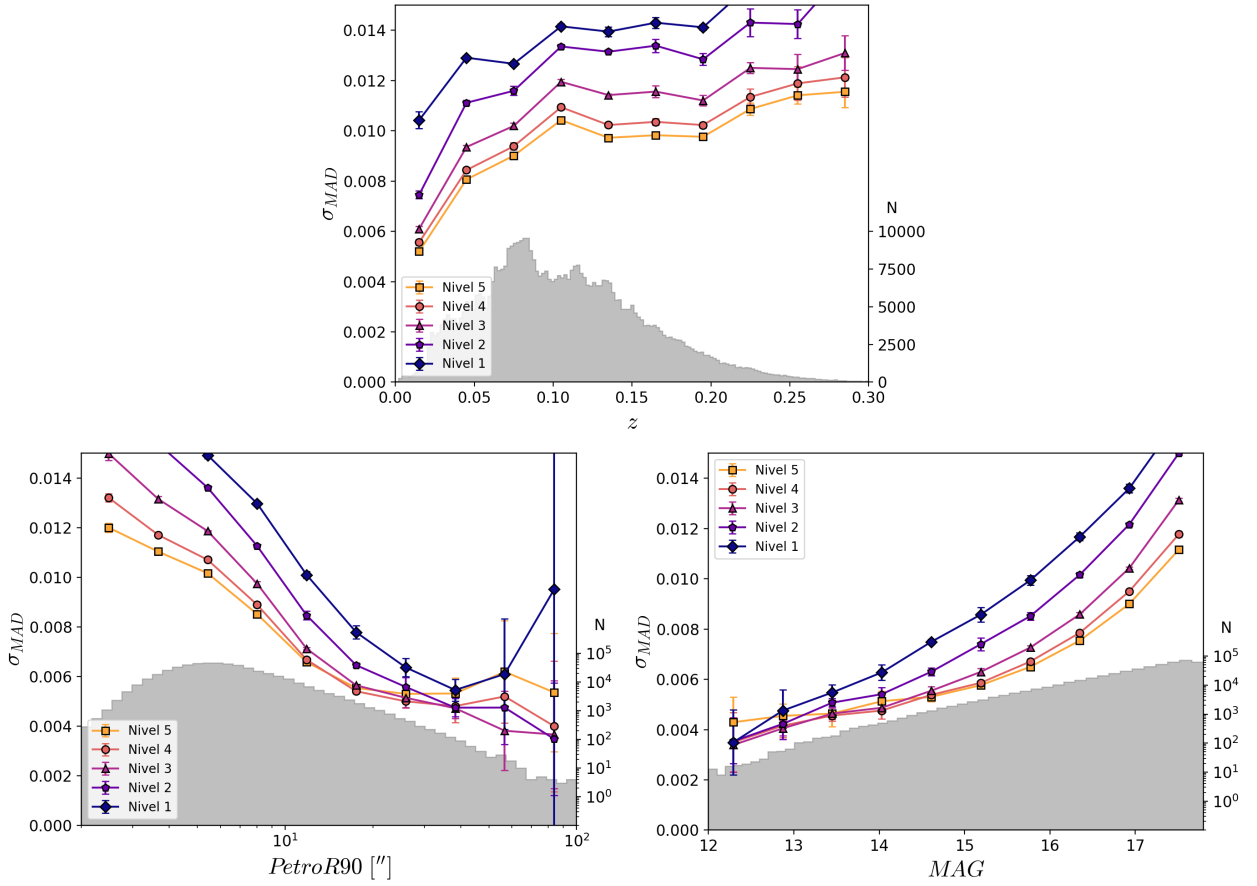 0.014
0.012
0.010
0.008
0.006
0.004
0.002
0.000
σ_MAD
N
10000
7500
5000
2500
0
Nivel 5
Nivel 4
Nivel 3
Nivel 2
Nivel 1
0.00 0.05 0.10 0.15 0.20 0.25 0.30
z
0.014
0.012
0.010
0.008
0.006
0.004
0.002
0.000
σ_MAD
N
10⁵
10⁴
10³
10²
10¹
10⁰
Nivel 5
Nivel 4
Nivel 3
Nivel 2
Nivel 1
10¹ 10²
PetroR90 ['']
0.014
0.012
0.010
0.008
0.006
0.004
0.002
0.000
σ_MAD
Nivel 5
Nivel 4
Nivel 3
Nivel 2
Nivel 1
N
10⁵
10⁴
10³
10²
10¹
10⁰
12 13 14 15 16 17
MAG